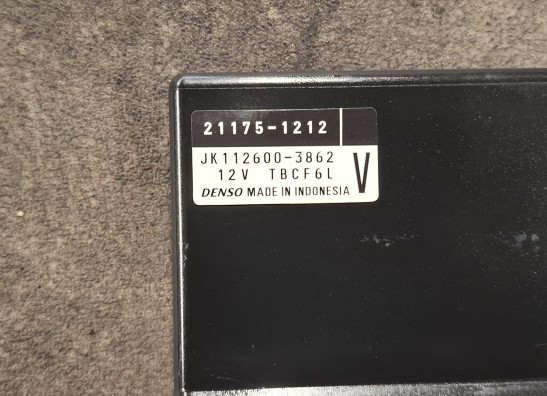 21175-1212
JK112600-3862
12V TBCF6L
DENSO MADE IN INDONESIA
V